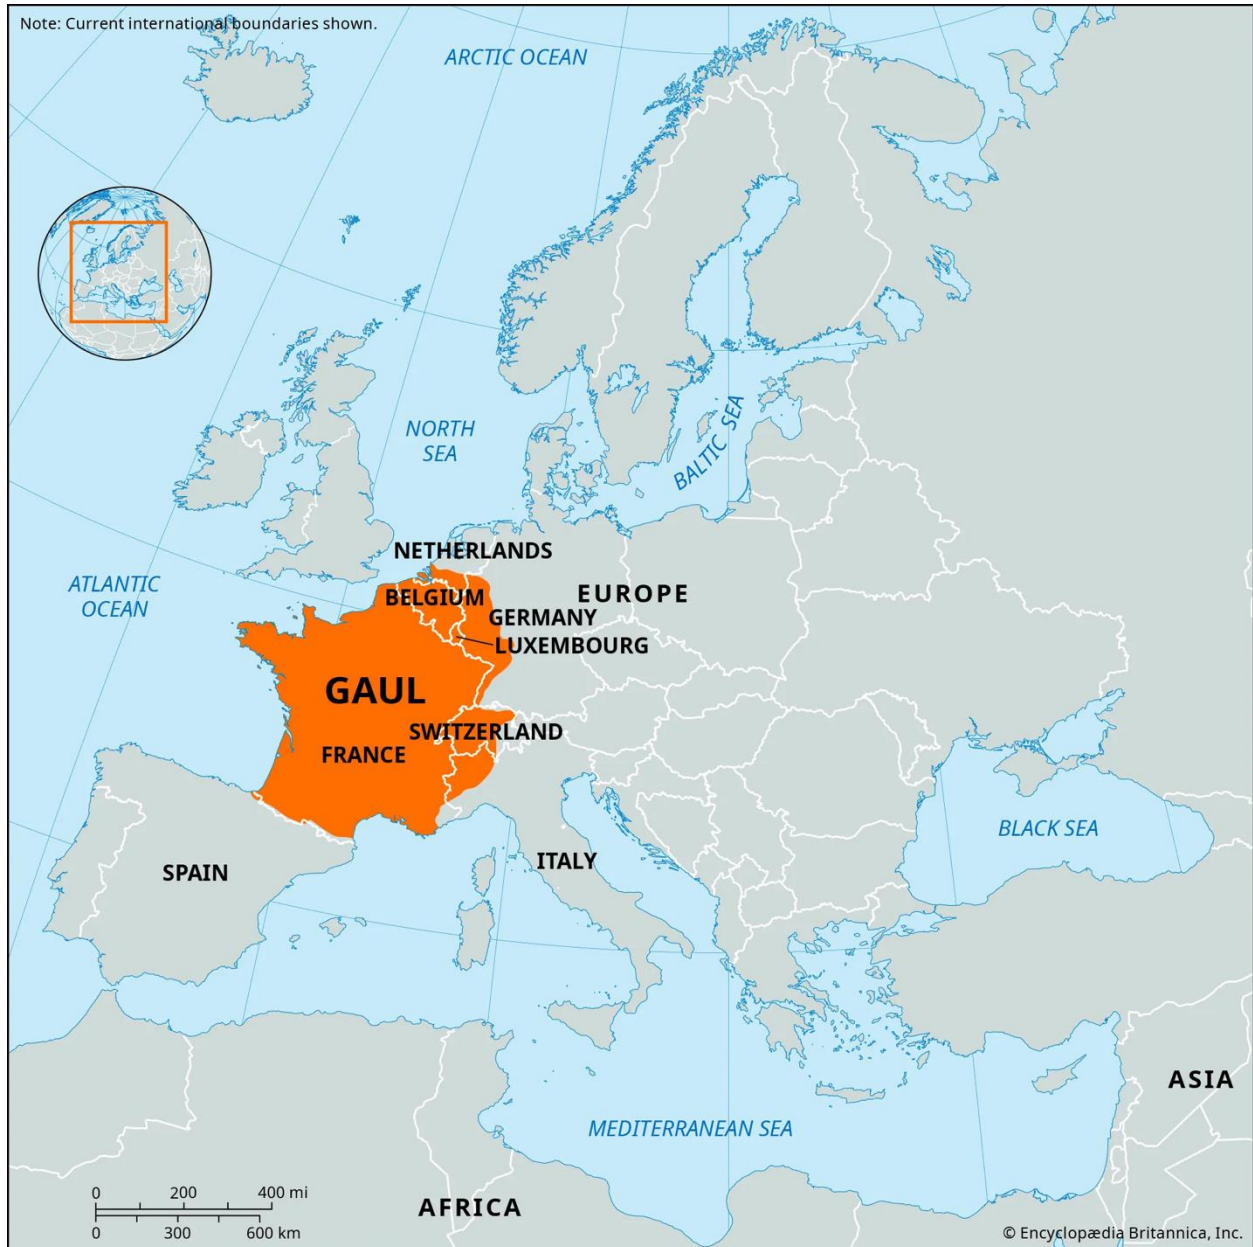 Note: Current international boundaries shown.
ARCTIC OCEAN
NORTH
SEA
BALTIC SEA
ATLANTIC
OCEAN
NETHERLANDS
BELGIUM
EUROPE
GERMANY
LUXEMBOURG
GAUL
SWITZERLAND
FRANCE
SPAIN
ITALY
BLACK SEA
ASIA
MEDITERRANEAN SEA
AFRICA
0 200 400 mi
0 300 600 km
© Encyclopædia Britannica, Inc.